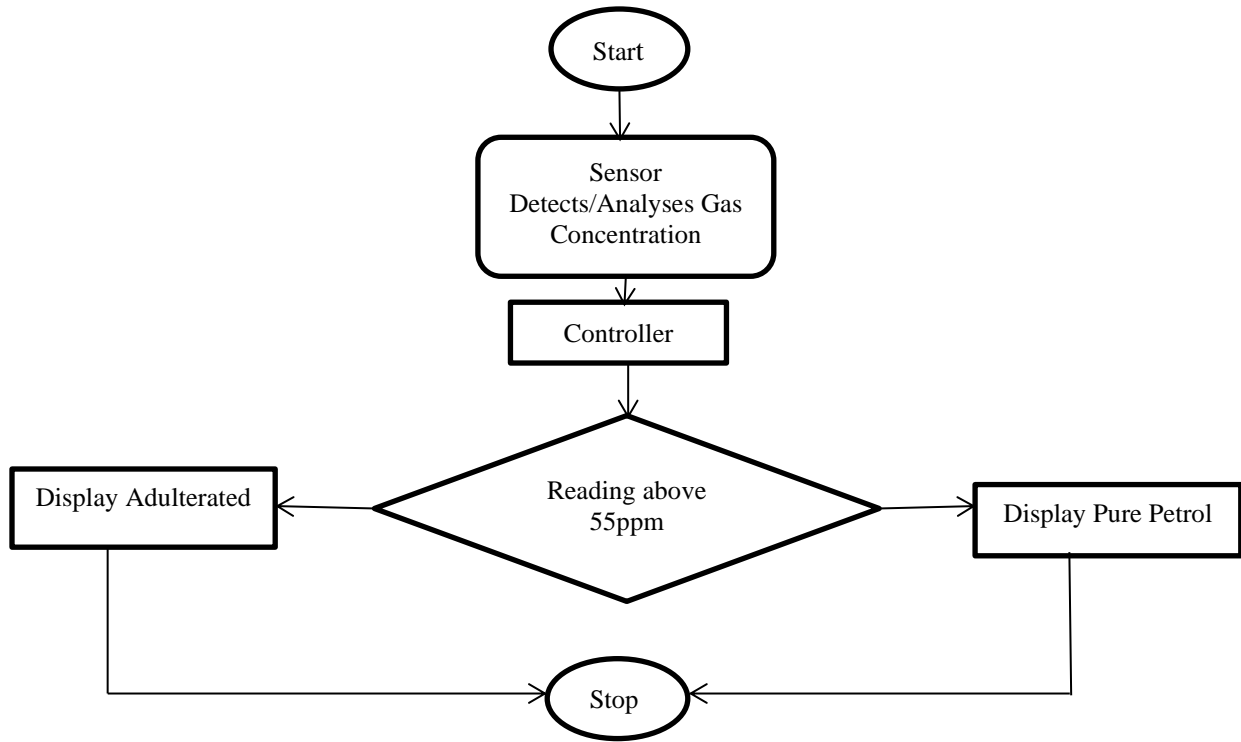 Start
Sensor
Detects/Analyses Gas
Concentration
Controller
Reading above
55ppm
Display Adulterated
Display Pure Petrol
Stop